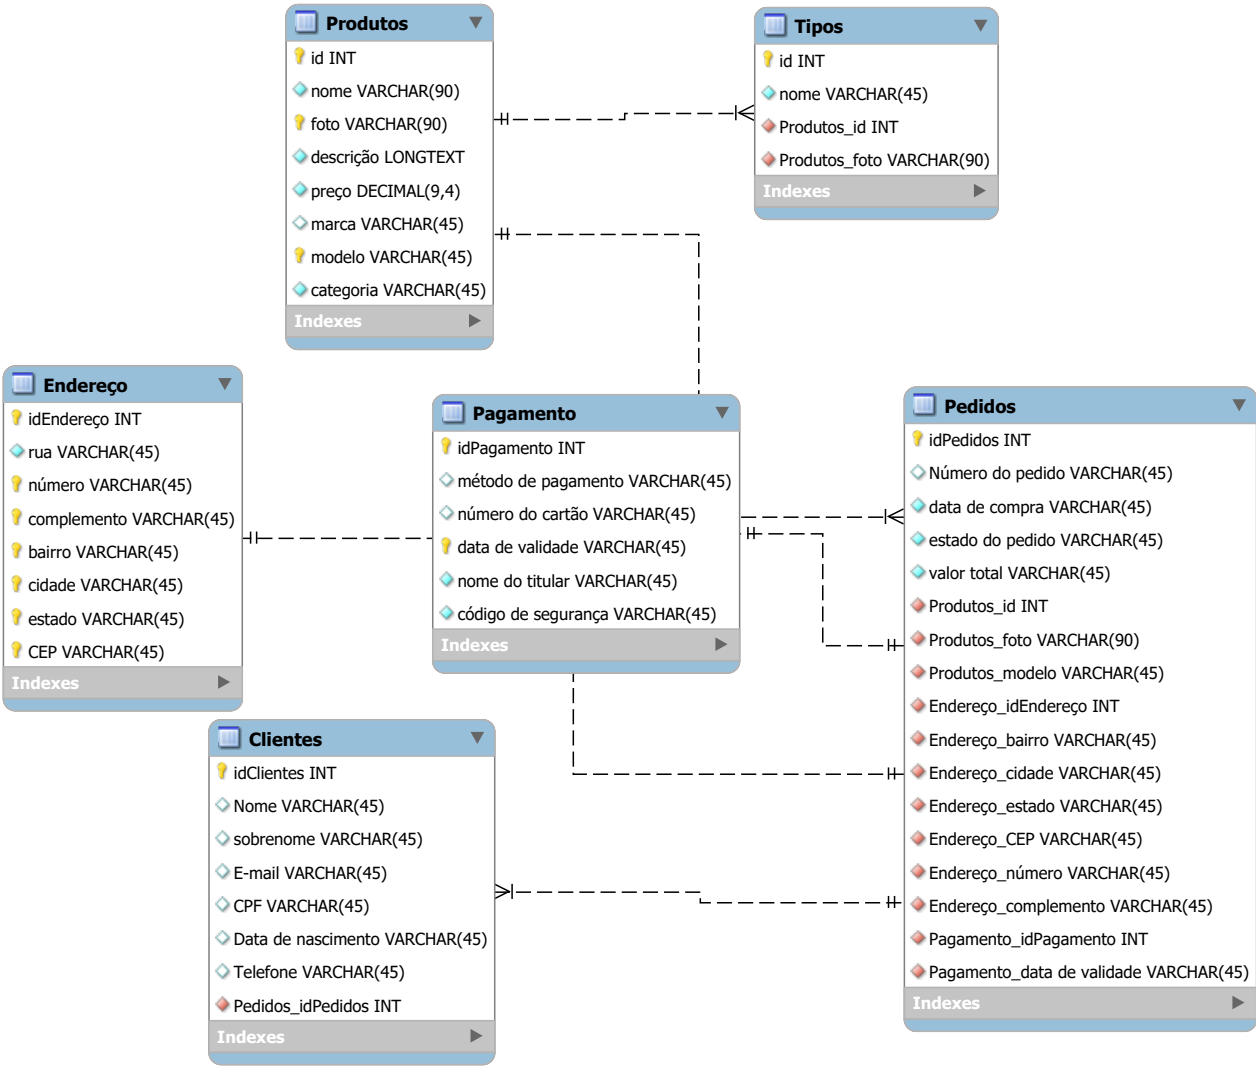 Produtos
id INT
nome VARCHAR(90)
foto VARCHAR(90)
descrição LONGTEXT
preço DECIMAL(9,4)
marca VARCHAR(45)
modelo VARCHAR(45)
categoria VARCHAR(45)
Indexes
Tipos
id INT
nome VARCHAR(45)
Produtos_id INT
Produtos_foto VARCHAR(90)
Indexes
Endereço
idEndereço INT
rua VARCHAR(45)
número VARCHAR(45)
complemento VARCHAR(45)
bairro VARCHAR(45)
cidade VARCHAR(45)
estado VARCHAR(45)
CEP VARCHAR(45)
Indexes
Pagamento
idPagamento INT
método de pagamento VARCHAR(45)
número do cartão VARCHAR(45)
data de validade VARCHAR(45)
nome do titular VARCHAR(45)
código de segurança VARCHAR(45)
Indexes
Pedidos
idPedidos INT
Número do pedido VARCHAR(45)
data de compra VARCHAR(45)
estado do pedido VARCHAR(45)
valor total VARCHAR(45)
Produtos_id INT
Produtos_foto VARCHAR(90)
Produtos_modelo VARCHAR(45)
Endereço_idEndereço INT
Endereço_bairro VARCHAR(45)
Endereço_cidade VARCHAR(45)
Endereço_estado VARCHAR(45)
Endereço_CEP VARCHAR(45)
Endereço_número VARCHAR(45)
Endereço_complemento VARCHAR(45)
Pagamento_idPagamento INT
Pagamento_data de validade VARCHAR(45)
Indexes
Clientes
idClientes INT
Nome VARCHAR(45)
sobrenome VARCHAR(45)
E-mail VARCHAR(45)
CPF VARCHAR(45)
Data de nascimento VARCHAR(45)
Telefone VARCHAR(45)
Pedidos_idPedidos INT
Indexes